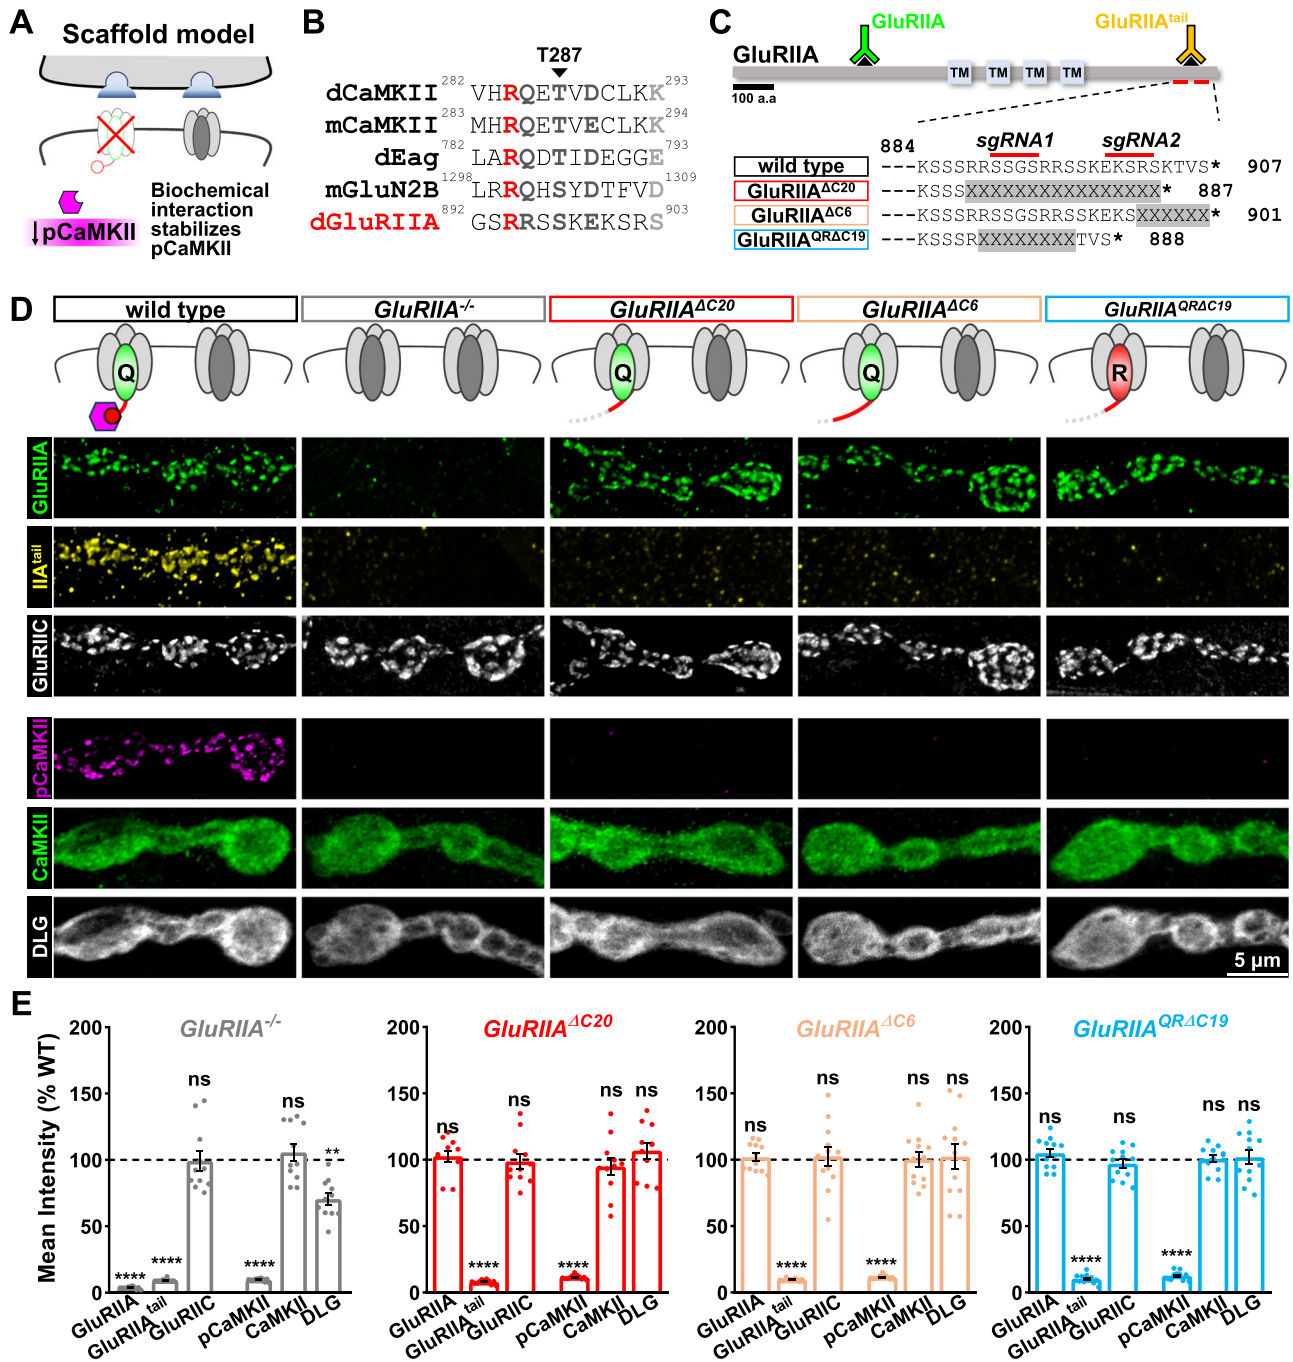 A
Scaffold model
↓pCaMKII
Biochemical
interaction
stabilizes
pCaMKII
B
T287
dCaMKII 282 VHRQETVDCLKK 293
mCaMKII 283 MHRQETVECLKK 294
dEag 782 LARQDTIDEGGE 793
mGluN2B 1298 LRRQHSYDTFVD 1309
dGluRIIA 892 GSRRSSKEKSRS 903
C
GluRIIA
GluRIIAtail
GluRIIA
TM TM TM TM
100 a.a
884 sgRNA1 sgRNA2
wild type ---KSSSRRSSGSRRSSKEKSRSKTVS* 907
GluRIIAΔC20 ---KSSSXXXXXXXXXXXXXXXX* 887
GluRIIAΔC6 ---KSSSRRSSGSRRSSKEKSXXXXXX* 901
GluRIIAQRΔC19 ---KSSSRXXXXXXXXTVS* 888
D
wild type
GluRIIA-/-
GluRIIAΔC20
GluRIIAΔC6
GluRIIAQRΔC19
Q
Q
Q
R
GluRIIA
IIAtail
GluRIIC
pCaMKII
CaMKII
DLG
5 µm
E
Mean Intensity (% WT)
GluRIIA-/-
200
150
100
50
0
**** **** ns **** ns **
GluRIIA GluRIIAtail GluRIIC pCaMKII CaMKII DLG
GluRIIAΔC20
200
150
100
50
0
ns **** ns **** ns ns
GluRIIA GluRIIAtail GluRIIC pCaMKII CaMKII DLG
GluRIIAΔC6
200
150
100
50
0
ns **** ns **** ns ns
GluRIIA GluRIIAtail GluRIIC pCaMKII CaMKII DLG
GluRIIAQRΔC19
200
150
100
50
0
ns **** ns **** ns ns
GluRIIA GluRIIAtail GluRIIC pCaMKII CaMKII DLG